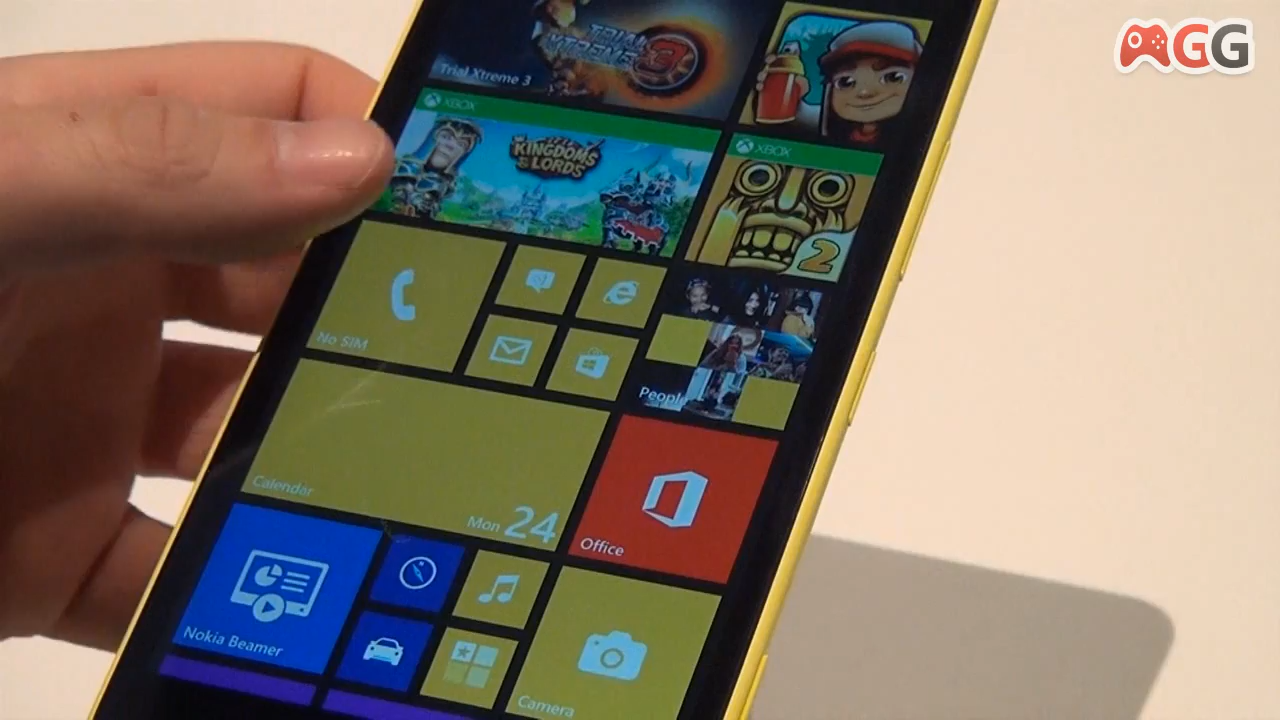 GG
TRIAL
XTREME 3
Trial Xtreme 3
XBOX
KINGDOMS
& LORDS
XBOX
2
No SIM
People
Calendar
Mon 24
Office
Nokia Beamer
Camera